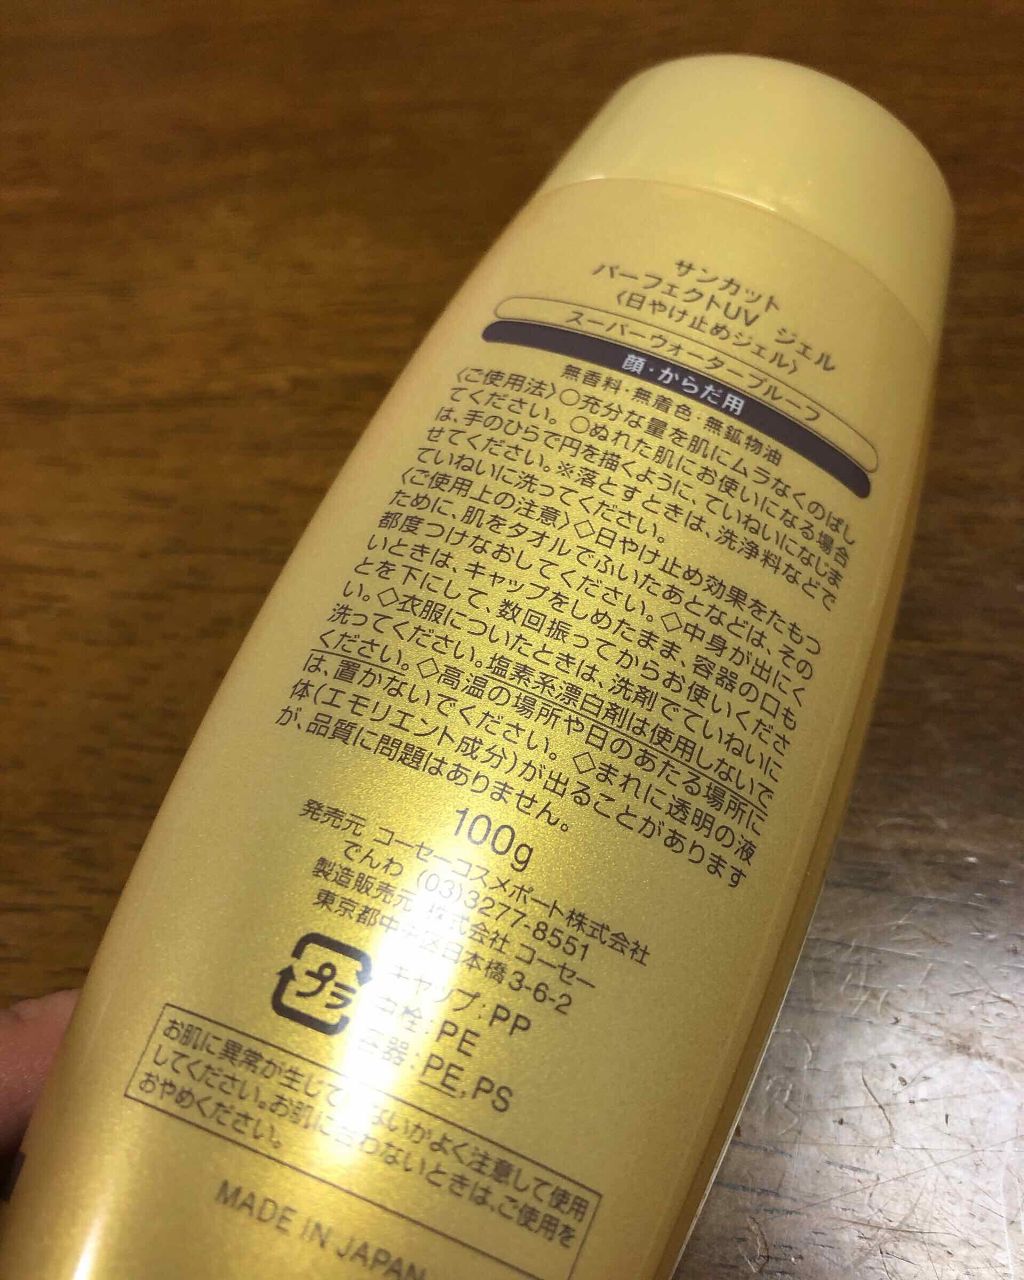 サンカット
パーフェクトUV ジェル
〈日やけ止めジェル〉
スーパーウォータープルーフ
顔・からだ用
無香料・無着色・無鉱物油
〈ご使用法〉○充分な量を肌にムラなくのばし
てください。○ぬれた肌にお使いになる場合
は、手のひらで円を描くように、ていねいになじま
せてください。※落とすときは、洗浄料などで
ていねいに洗ってください。
〈ご使用上の注意〉◇日やけ止め効果をたもつ
ために、肌をタオルでふいたあとなどは、その
都度つけなおしてください。◇中身が出にく
いときは、キャップをしめたまま、容器の口も
とを下にして、数回振ってからお使いくださ
い。◇衣服についたときは、洗剤でていねいに
洗ってください。塩素系漂白剤は使用しないで
ください。◇高温の場所や日のあたる場所に
は、置かないでください。◇まれに透明の液
体(エモリエント成分)が出ることがあります
が、品質に問題はありません。
100g
発売元 コーセーコスメポート株式会社
でんわ (03)3277-8551
製造販売元 株式会社 コーセー
東京都中央区日本橋3-6-2
プラ
キャップ:PP
中栓:PE
容器:PE,PS
お肌に異常が生じていないかよく注意して使用
してください。お肌に合わないときは、ご使用を
おやめください。
MADE IN JAPAN